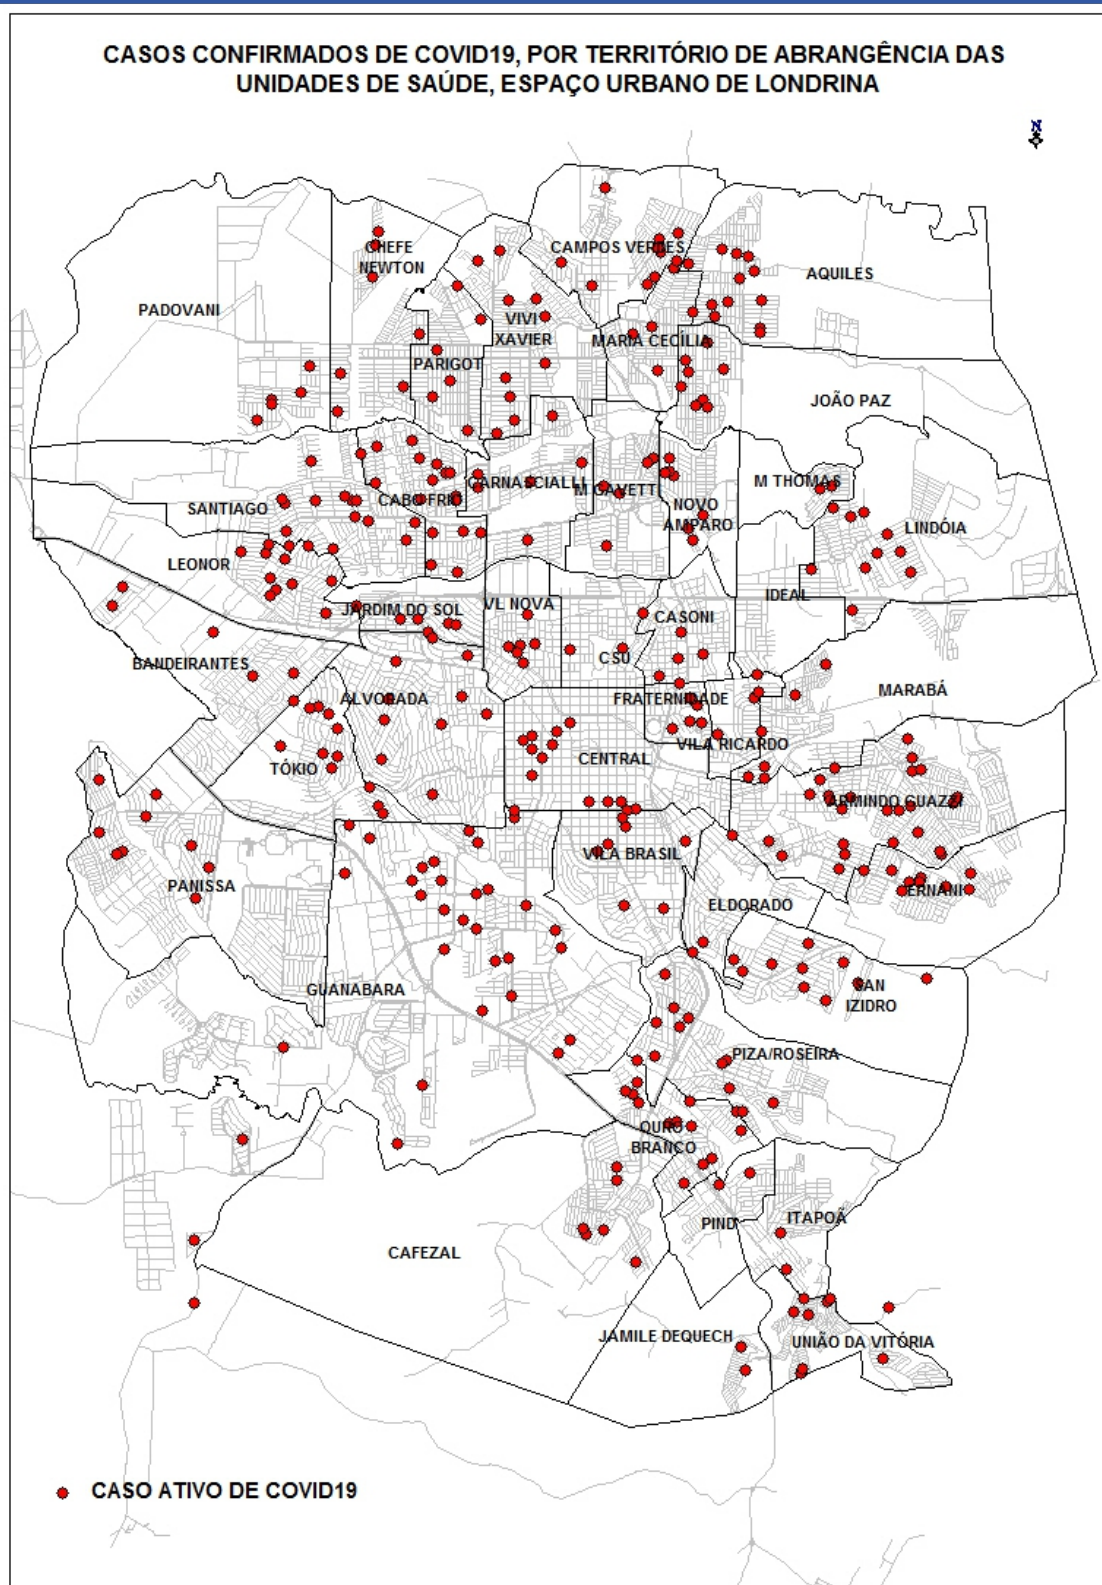 CASOS CONFIRMADOS DE COVID19, POR TERRITÓRIO DE ABRANGÊNCIA DAS
UNIDADES DE SAÚDE, ESPAÇO URBANO DE LONDRINA
N
CHEFE
NEWTON
CAMPOS VERDES
AQUILES
PADOVANI
VIVI
XAVIER
MARIA CECÍLIA
PARIGOT
JOÃO PAZ
CARNASCIALLI
M GAVETTI
M THOMAS
SANTIAGO
CABO FRIO
NOVO
AMPARO
LINDÓIA
LEONOR
IDEAL
JARDIM DO SOL
VL NOVA
CASONI
CSU
BANDEIRANTES
ALVORADA
FRATERNIDADE
MARABÁ
VILA RICARDO
TÓKIO
CENTRAL
ARMINDO GUAZZI
VILA BRASIL
PANISSA
ERNANI
ELDORADO
GUANABARA
SAN
IZIDRO
PIZA/ROSEIRA
OURO
BRANCO
PIND
ITAPOÃ
CAFEZAL
JAMILE DEQUECH
UNIÃO DA VITÓRIA
CASO ATIVO DE COVID19